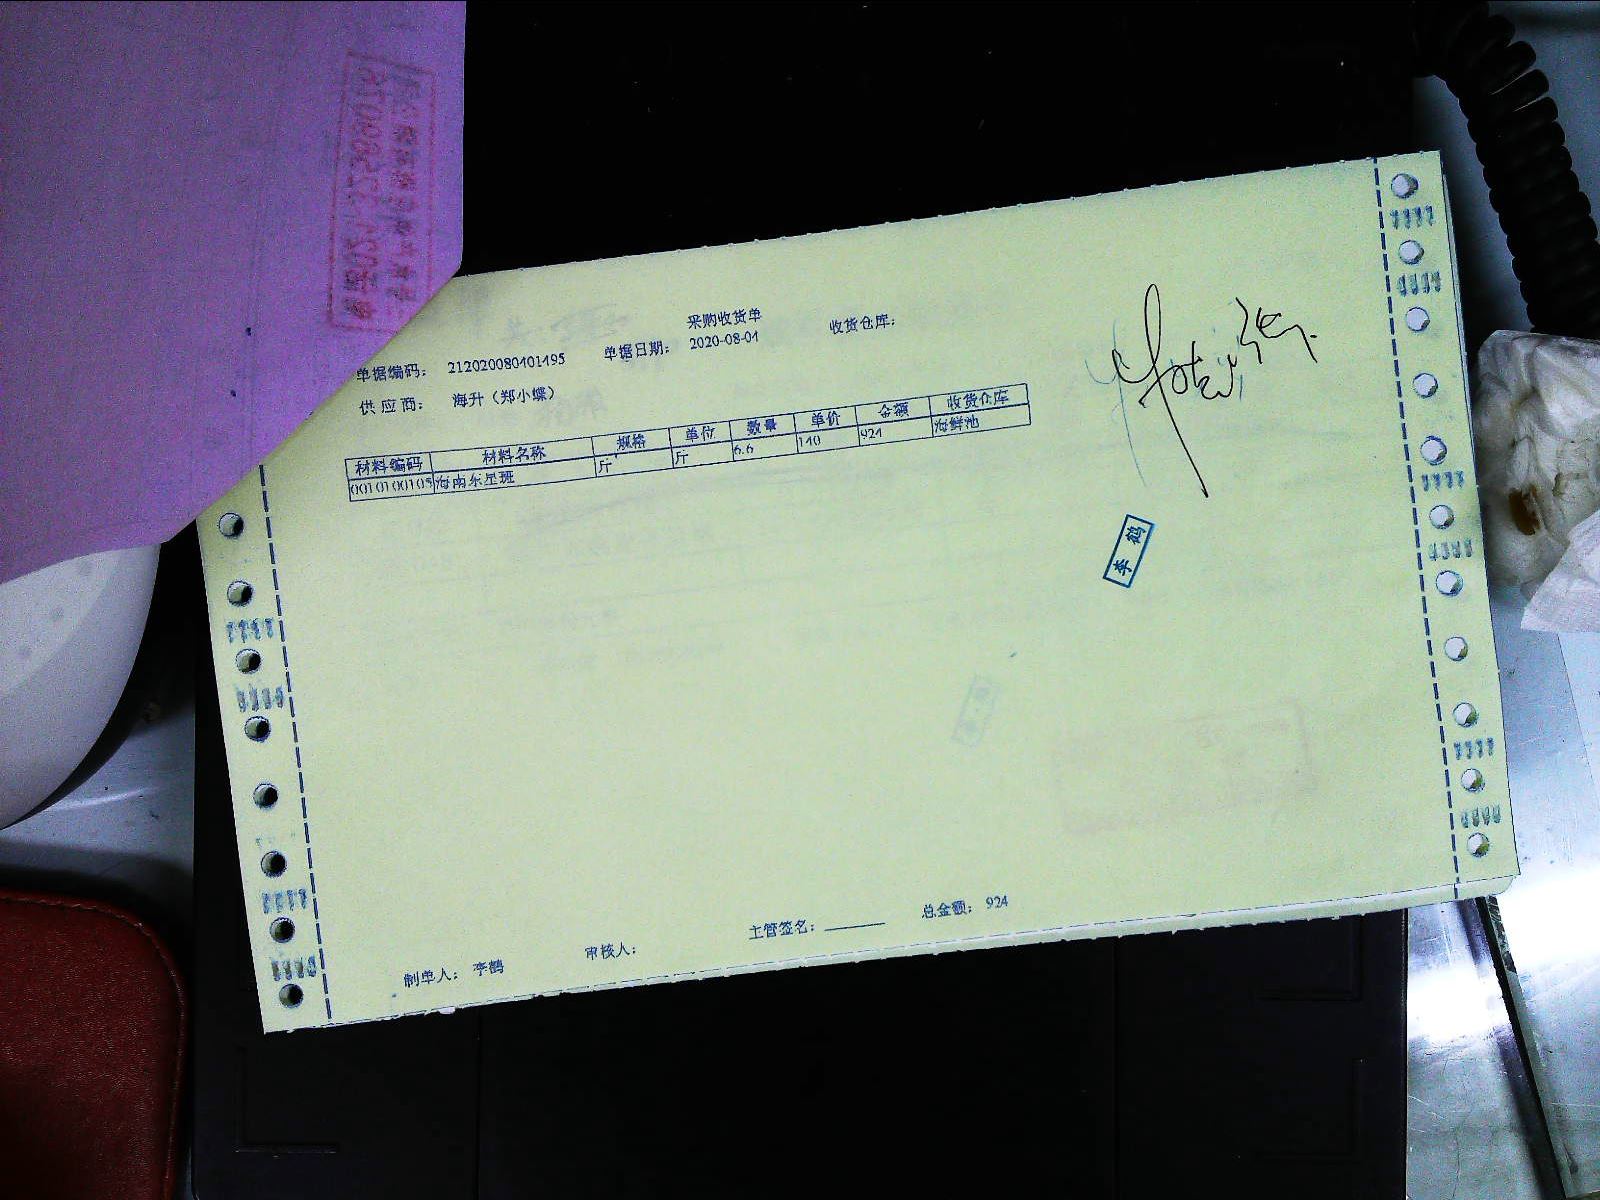 采购收货单
单据编码： 212020080401495 单据日期： 2020-08-04 收货仓库：
供 应 商： 海升（郑小蝶）
材料编码 材料名称 规格 单位 数量 单价 金额 收货仓库
0010100105 海南东星班 斤 斤 6.6 140 924 海鲜池
李鹤
制单人： 李鹤 审核人： 主管签名： 总金额： 924